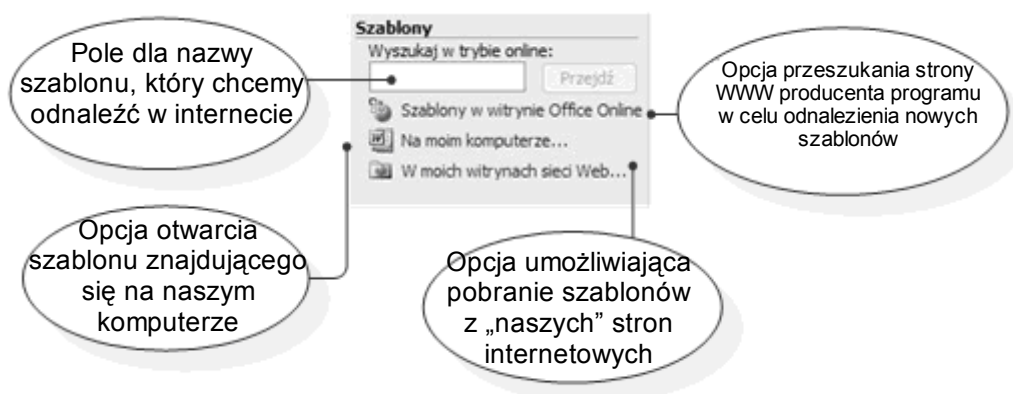 Szablony
Wyszukaj w trybie online:
Przejdź
Szablony w witrynie Office Online
Na moim komputerze...
W moich witrynach sieci Web...
Pole dla nazwy
szablonu, który chcemy
odnaleźć w internecie
Opcja przeszukania strony
WWW producenta programu
w celu odnalezienia nowych
szablonów
Opcja otwarcia
szablonu znajdującego
się na naszym
komputerze
Opcja umożliwiająca
pobranie szablonów
z „naszych” stron
internetowych